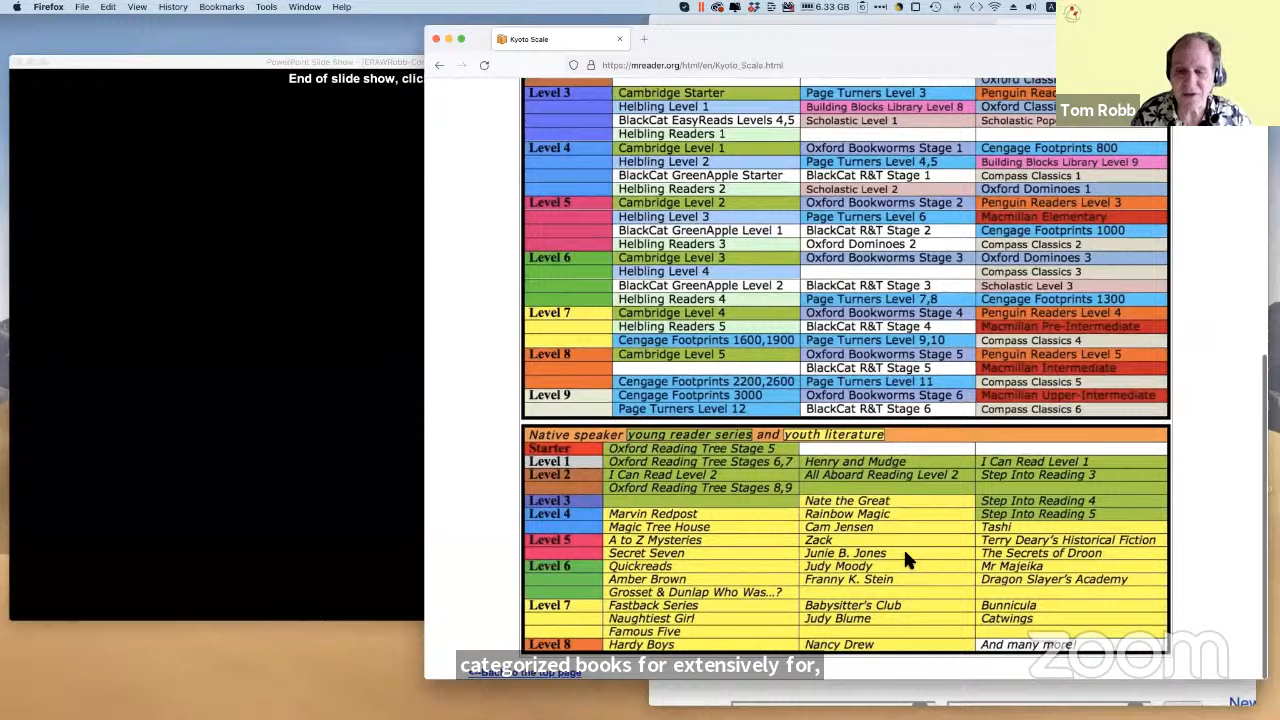 Firefox File Edit View History Bookmarks Tools Window Help 6.33 GB
PowerPoint Slide Show
End of slide show, clic
Kyoto Scale
https://mreader.org/html/en/Kyoto_Scale.html
Tom Robb
Oxford Classi
Level 3 Cambridge Starter Page Turners Level 3 Penguin Read
Helbling Level 1 Building Blocks Library Level 8 Oxford Classi
BlackCat EasyReads Levels 4,5 Scholastic Level 1 Scholastic Pop
Helbling Readers 1
Level 4 Cambridge Level 1 Oxford Bookworms Stage 1 Cengage Footprints 800
Helbling Level 2 Page Turners Level 4,5 Building Blocks Library Level 9
BlackCat GreenApple Starter BlackCat R&T Stage 1 Compass Classics 1
Helbling Readers 2 Scholastic Level 2 Oxford Dominoes 1
Level 5 Cambridge Level 2 Oxford Bookworms Stage 2 Penguin Readers Level 3
Helbling Level 3 Page Turners Level 6 Macmillan Elementary
BlackCat GreenApple Level 1 BlackCat R&T Stage 2 Cengage Footprints 1000
Helbling Readers 3 Oxford Dominoes 2 Compass Classics 2
Level 6 Cambridge Level 3 Oxford Bookworms Stage 3 Oxford Dominoes 3
Helbling Level 4 Compass Classics 3
BlackCat GreenApple Level 2 BlackCat R&T Stage 3 Scholastic Level 3
Helbling Readers 4 Page Turners Level 7,8 Cengage Footprints 1300
Level 7 Cambridge Level 4 Oxford Bookworms Stage 4 Penguin Readers Level 4
Helbling Readers 5 BlackCat R&T Stage 4 Macmillan Pre-Intermediate
Cengage Footprints 1600,1900 Page Turners Level 9,10 Compass Classics 4
Level 8 Cambridge Level 5 Oxford Bookworms Stage 5 Penguin Readers Level 5
BlackCat R&T Stage 5 Macmillan Intermediate
Cengage Footprints 2200,2600 Page Turners Level 11 Compass Classics 5
Level 9 Cengage Footprints 3000 Oxford Bookworms Stage 6 Macmillan Upper-Intermediate
Page Turners Level 12 BlackCat R&T Stage 6 Compass Classics 6
Native speaker young reader series and youth literature
Starter Oxford Reading Tree Stage 5
Level 1 Oxford Reading Tree Stages 6,7 Henry and Mudge I Can Read Level 1
Level 2 I Can Read Level 2 All Aboard Reading Level 2 Step Into Reading 3
Oxford Reading Tree Stages 8,9
Level 3 Nate the Great Step Into Reading 4
Level 4 Marvin Redpost Rainbow Magic Step Into Reading 5
Magic Tree House Cam Jensen Tashi
Level 5 A to Z Mysteries Zack Terry Deary's Historical Fiction
Secret Seven Junie B. Jones The Secrets of Droon
Level 6 Quickreads Judy Moody Mr Majeika
Amber Brown Franny K. Stein Dragon Slayer's Academy
Grosset & Dunlap Who Was...?
Level 7 Fastback Series Babysitter's Club Bunnicula
Naughtiest Girl Judy Blume Catwings
Famous Five
Level 8 Hardy Boys Nancy Drew And many more!
categorized books for extensively for,
Back to the top page
zoom
New